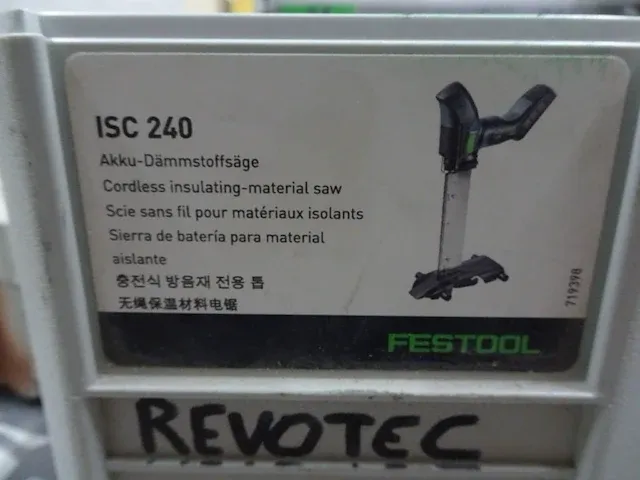 ISC 240
Akku-Dämmstoffsäge
Cordless insulating-material saw
Scie sans fil pour matériaux isolants
Sierra de batería para material
aislante
충전식 방음재 전용 톱
无绳保温材料电锯
719398
FESTOOL
REVOTEC